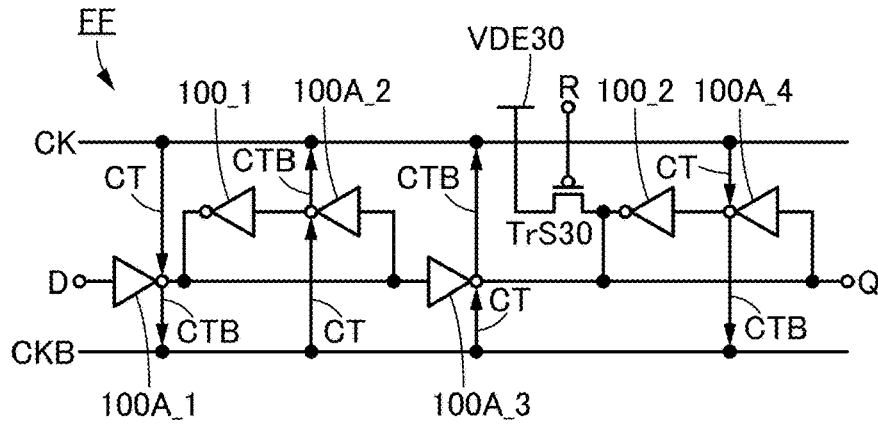 FF
VDE30
100_1
100A_2
R
100_2
100A_4
CK
CT
CTB
CTB
CT
TrS30
D
Q
CTB
CT
CT
CTB
CKB
100A_1
100A_3